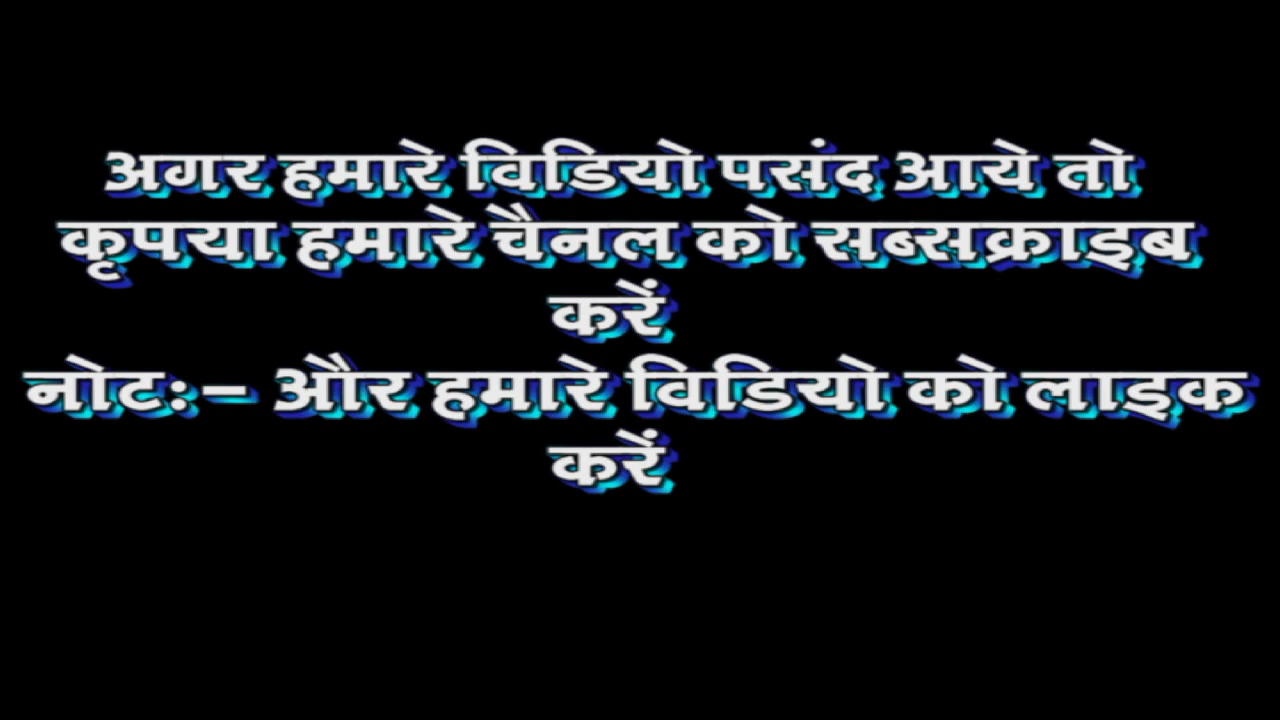 अगर हमारे विडियो पसंद आये तो
कृपया हमारे चैनल को सब्सक्राइब
करें
नोटः– और हमारे विडियो को लाइक
करें